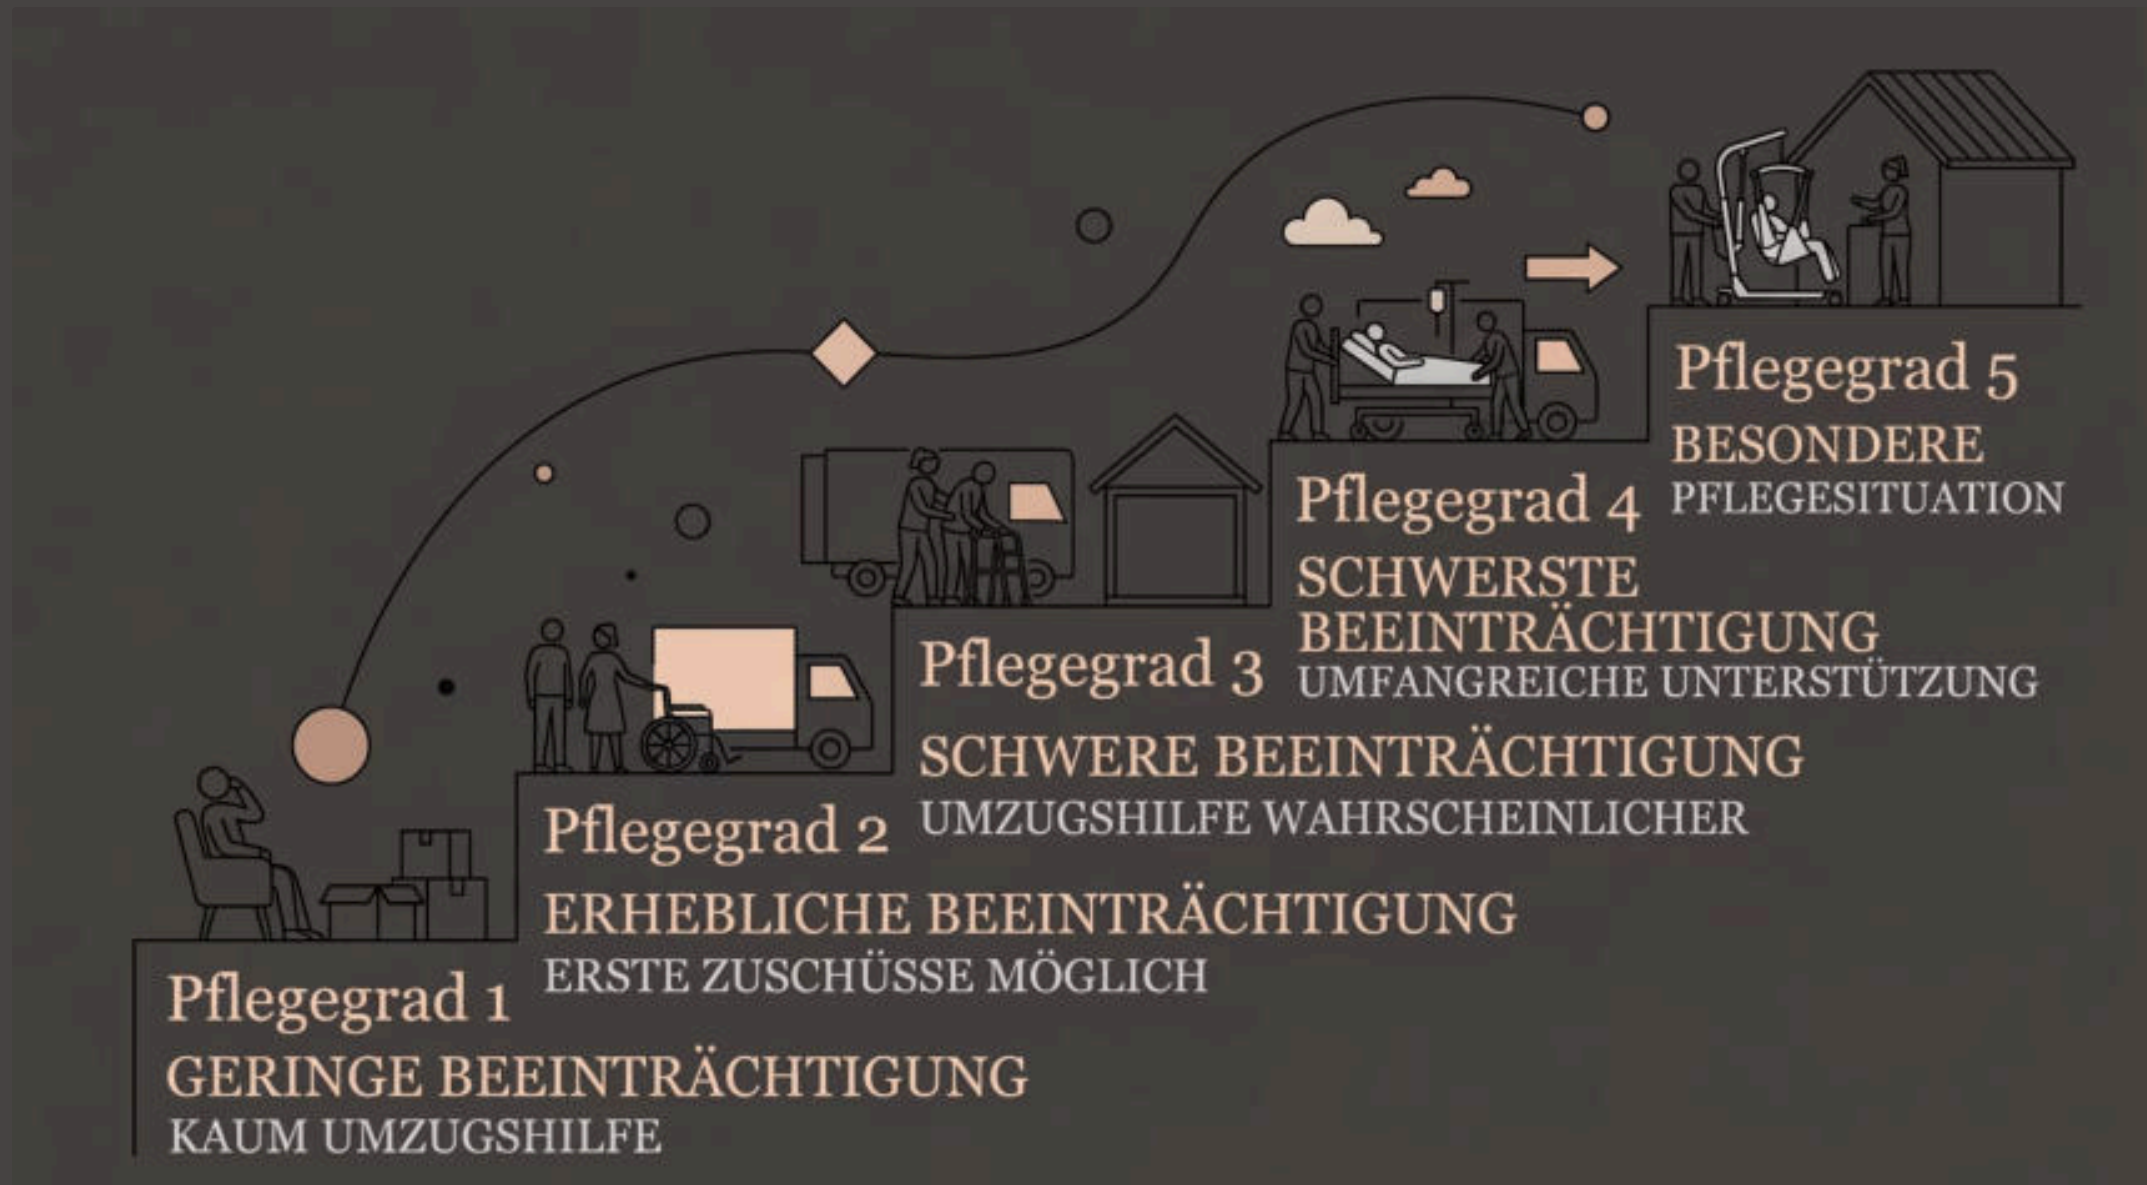 Pflegegrad 1
GERINGE BEEINTRÄCHTIGUNG
KAUM UMZUGSHILFE
Pflegegrad 2
ERHEBLICHE BEEINTRÄCHTIGUNG
ERSTE ZUSCHÜSSE MÖGLICH
Pflegegrad 3
SCHWERE BEEINTRÄCHTIGUNG
UMZUGSHILFE WAHRSCHEINLICHER
Pflegegrad 4
SCHWERSTE
BEEINTRÄCHTIGUNG
UMFANGREICHE UNTERSTÜTZUNG
Pflegegrad 5
BESONDERE
PFLEGESITUATION